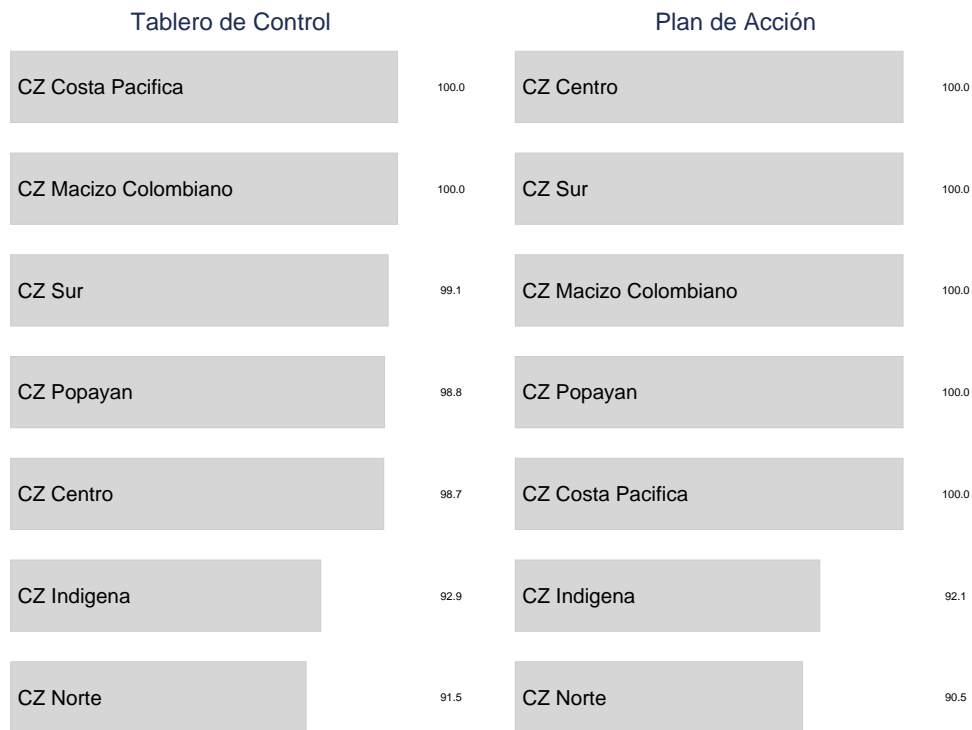 Tablero de Control
CZ Costa Pacifica 100.0
CZ Macizo Colombiano 100.0
CZ Sur 99.1
CZ Popayan 98.8
CZ Centro 98.7
CZ Indigena 92.9
CZ Norte 91.5
Plan de Acción
CZ Centro 100.0
CZ Sur 100.0
CZ Macizo Colombiano 100.0
CZ Popayan 100.0
CZ Costa Pacifica 100.0
CZ Indigena 92.1
CZ Norte 90.5